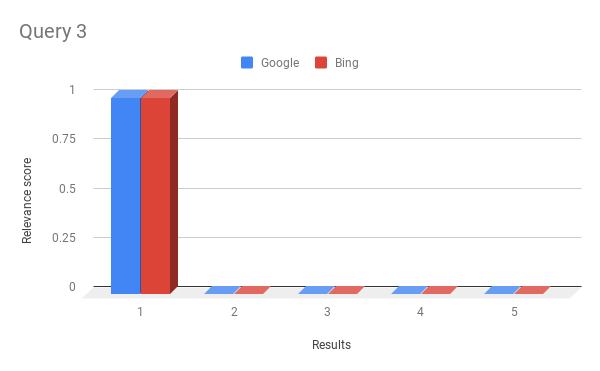 Query 3
Google Bing
1
0.75
0.5
0.25
0
Relevance score
1 2 3 4 5
Results